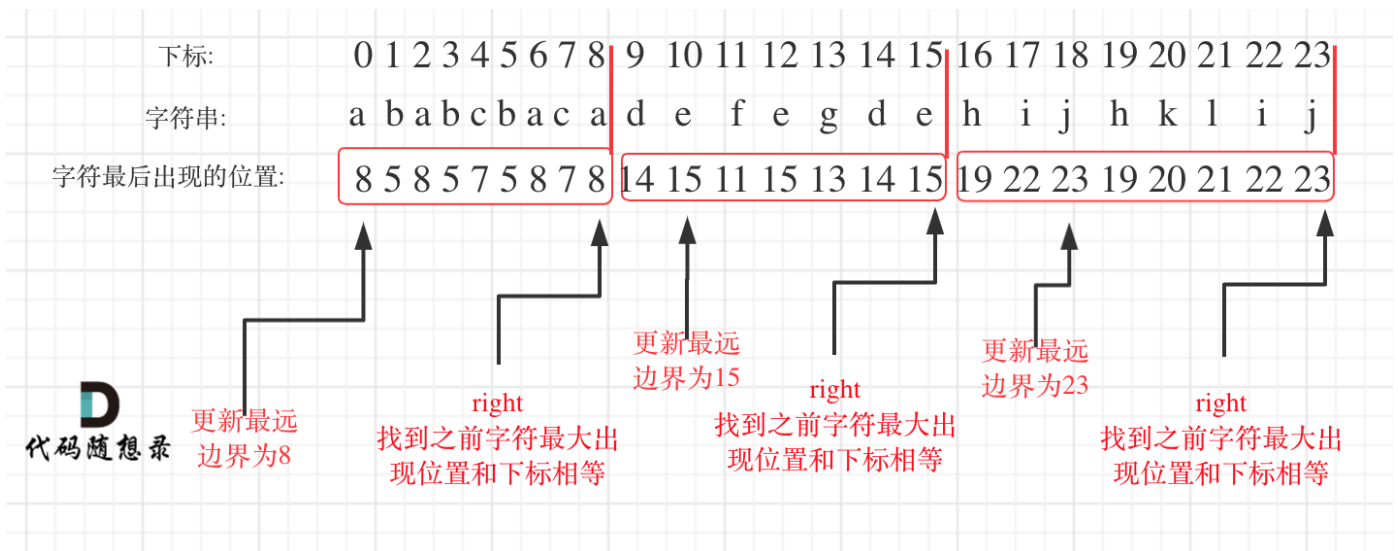 下标: 0 1 2 3 4 5 6 7 8 9 10 11 12 13 14 15 16 17 18 19 20 21 22 23
字符串: a b a b c b a c a d e f e g d e h i j h k l i j
字符最后出现的位置: 8 5 8 5 7 5 8 7 8 14 15 11 15 13 14 15 19 22 23 19 20 21 22 23
更新最远
边界为8
right
找到之前字符最大出
现位置和下标相等
更新最远
边界为15
right
找到之前字符最大出
现位置和下标相等
更新最远
边界为23
right
找到之前字符最大出
现位置和下标相等
代码随想录